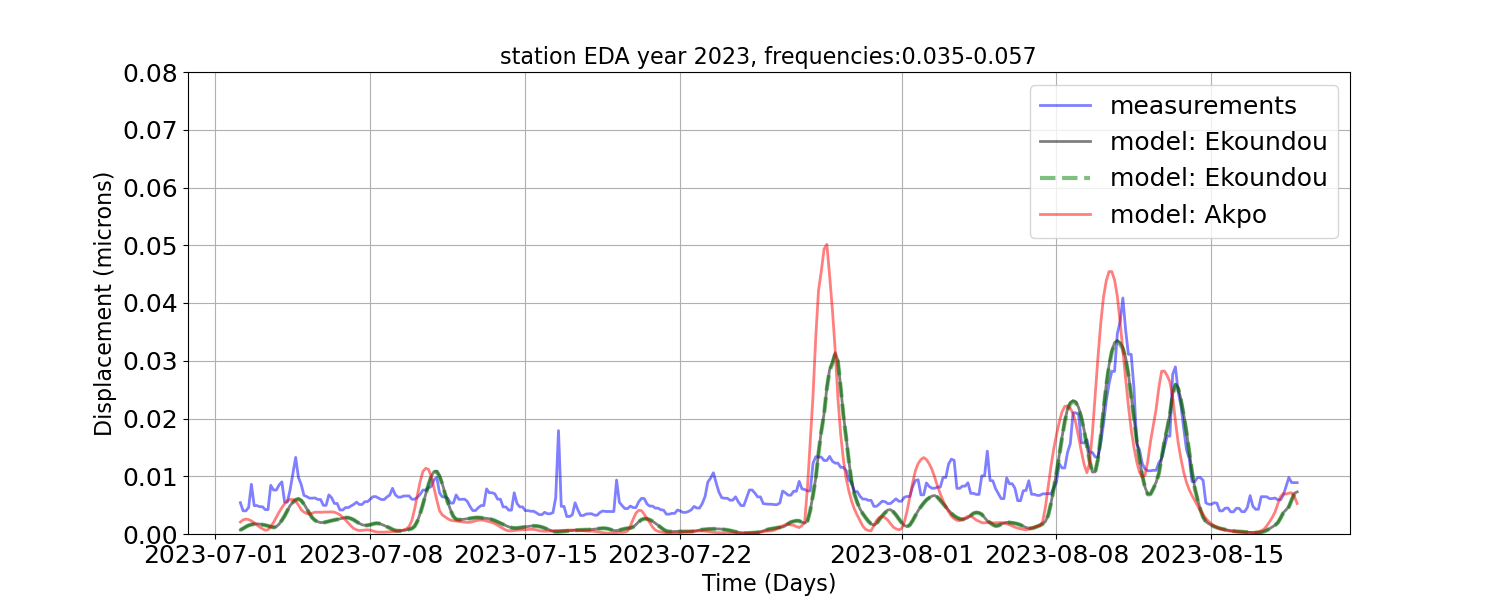 station EDA year 2023, frequencies:0.035-0.057
0.08
0.07
0.06
0.05
0.04
0.03
0.02
0.01
0.00
Displacement (microns)
measurements
model: Ekoundou
model: Ekoundou
model: Akpo
2023-07-01 2023-07-08 2023-07-15 2023-07-22 2023-08-01 2023-08-08 2023-08-15
Time (Days)